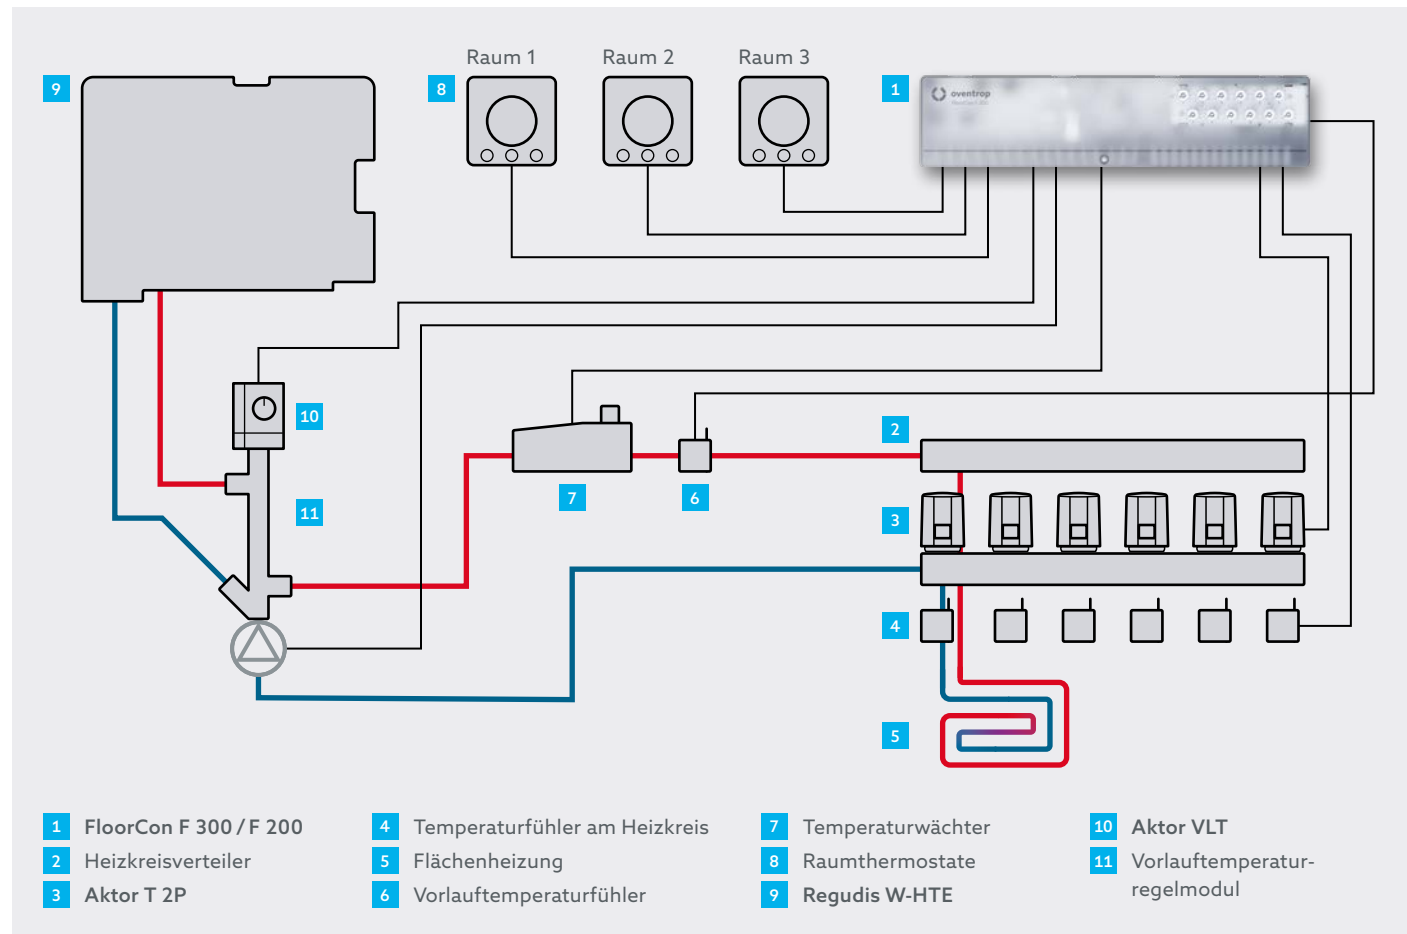 Raum 1
Raum 2
Raum 3
9
8
1
oventrop
10
2
7
6
3
11
4
5
1 FloorCon F 300 / F 200
2 Heizkreisverteiler
3 Aktor T 2P
4 Temperaturfühler am Heizkreis
5 Flächenheizung
6 Vorlauftemperaturfühler
7 Temperaturwächter
8 Raumthermostate
9 Regudis W-HTE
10 Aktor VLT
11 Vorlauftemperatur-
regelmodul